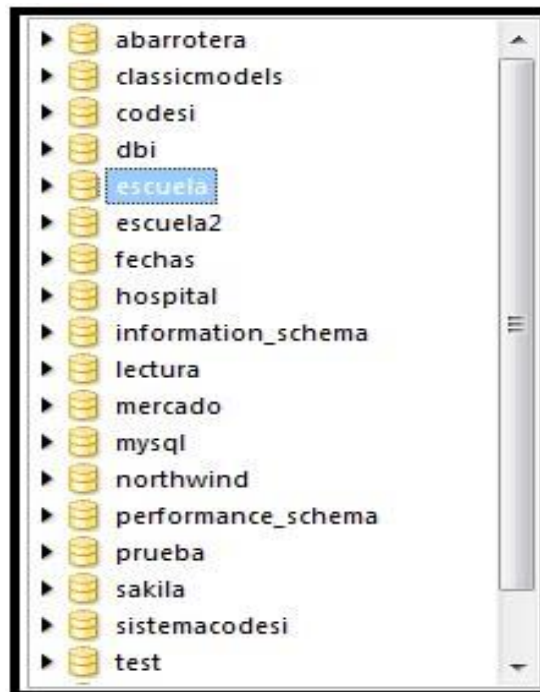 abarrotera
classicmodels
codesi
dbi
escuela
escuela2
fechas
hospital
information_schema
lectura
mercado
mysql
northwind
performance_schema
prueba
sakila
sistemacodesi
test